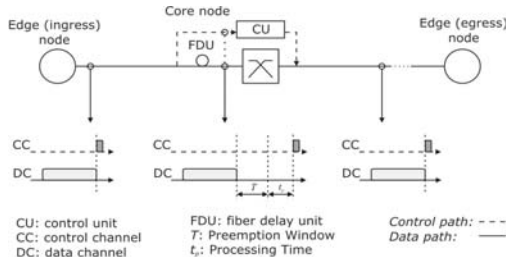 Core node
Edge (ingress)
node
Edge (egress)
node
CU
FDU
CC
DC
CC
DC
T
tp
CC
DC
CU: control unit
CC: control channel
DC: data channel
FDU: fiber delay unit
T: Preemption Window
tp: Processing Time
Control path:
Data path: